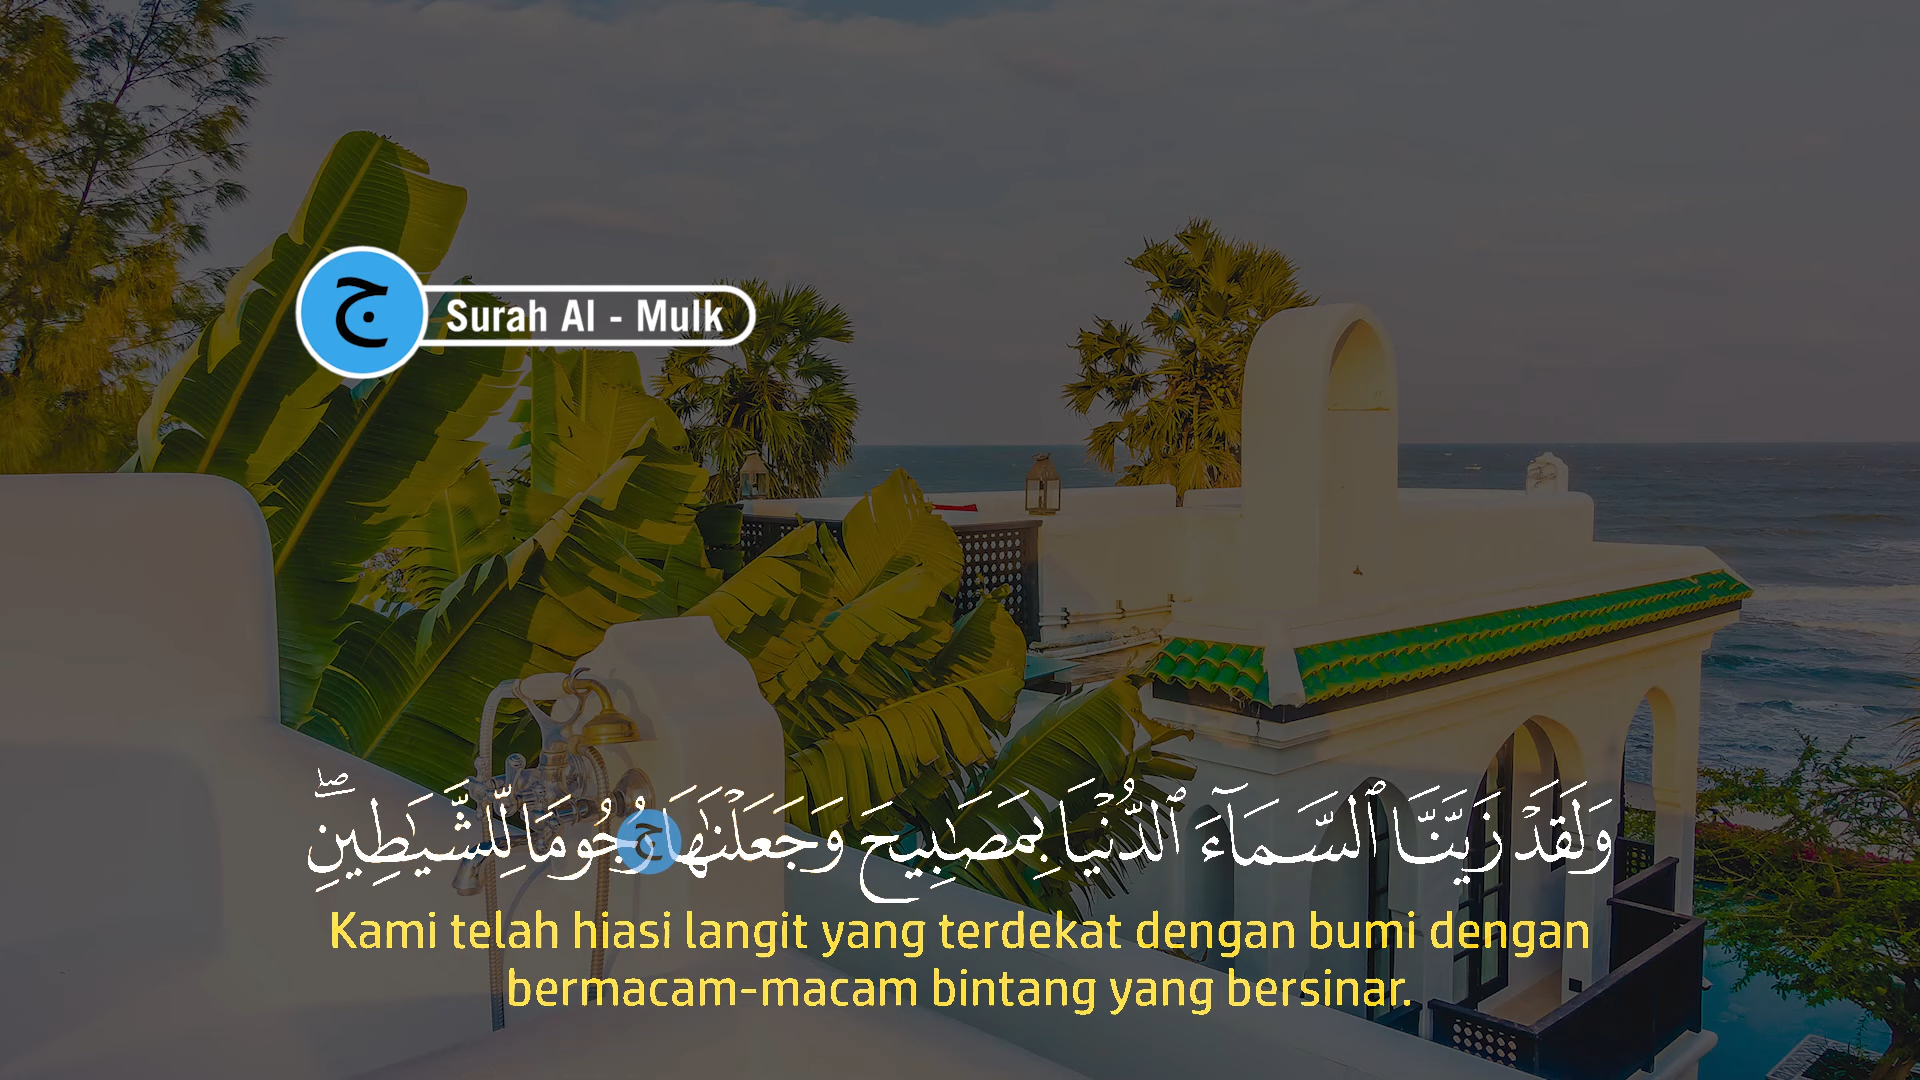 ج
Surah Al - Mulk
وَلَقَدْ زَيَّنَّا ٱلسَّمَآءَ ٱلدُّنْيَا بِمَصَٰبِيحَ وَجَعَلْنَٰهَا رُجُومًا لِّلشَّيَٰطِينِ ۖ
ج
Kami telah hiasi langit yang terdekat dengan bumi dengan
bermacam-macam bintang yang bersinar.